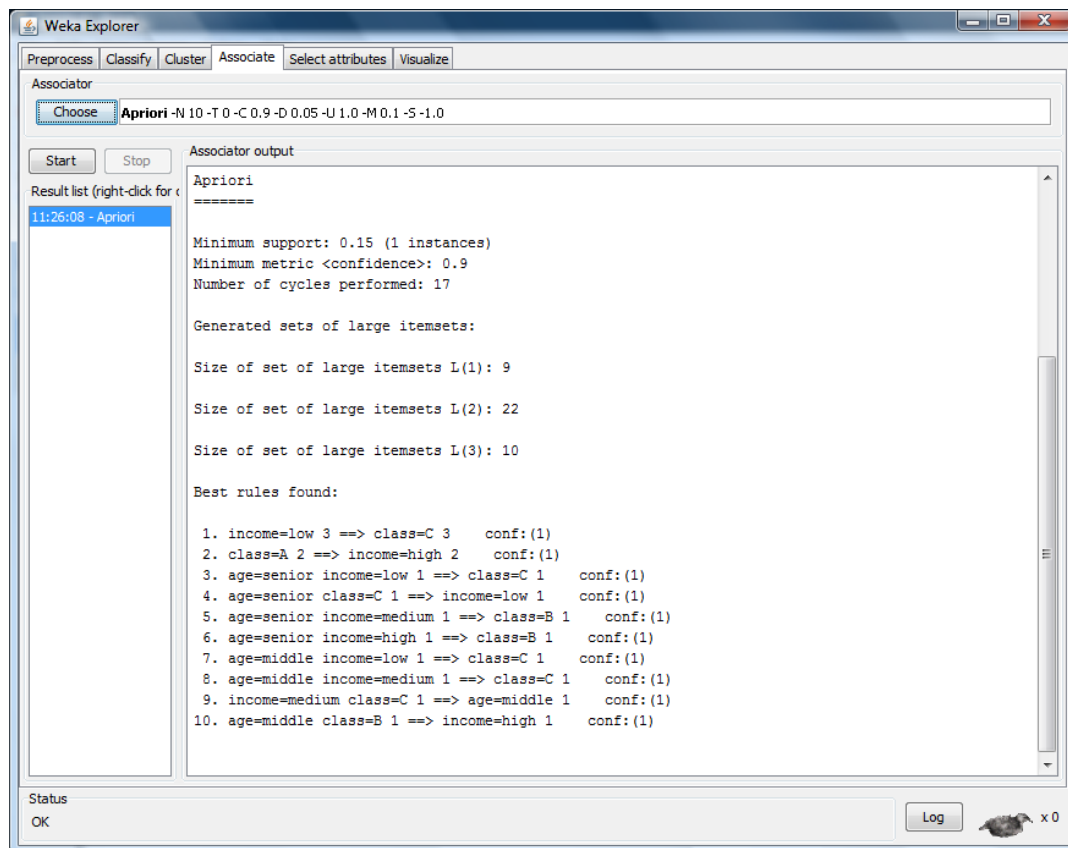 Weka Explorer
Preprocess Classify Cluster Associate Select attributes Visualize
Associator
Choose Apriori -N 10 -T 0 -C 0.9 -D 0.05 -U 1.0 -M 0.1 -S -1.0
Start Stop
Result list (right-click for
11:26:08 - Apriori
Associator output
Apriori
=======
Minimum support: 0.15 (1 instances)
Minimum metric <confidence>: 0.9
Number of cycles performed: 17
Generated sets of large itemsets:
Size of set of large itemsets L(1): 9
Size of set of large itemsets L(2): 22
Size of set of large itemsets L(3): 10
Best rules found:
1. income=low 3 ==> class=C 3 conf:(1)
2. class=A 2 ==> income=high 2 conf:(1)
3. age=senior income=low 1 ==> class=C 1 conf:(1)
4. age=senior class=C 1 ==> income=low 1 conf:(1)
5. age=senior income=medium 1 ==> class=B 1 conf:(1)
6. age=senior income=high 1 ==> class=B 1 conf:(1)
7. age=middle income=low 1 ==> class=C 1 conf:(1)
8. age=middle income=medium 1 ==> class=C 1 conf:(1)
9. income=medium class=C 1 ==> age=middle 1 conf:(1)
10. age=middle class=B 1 ==> income=high 1 conf:(1)
Status
OK
Log
x 0